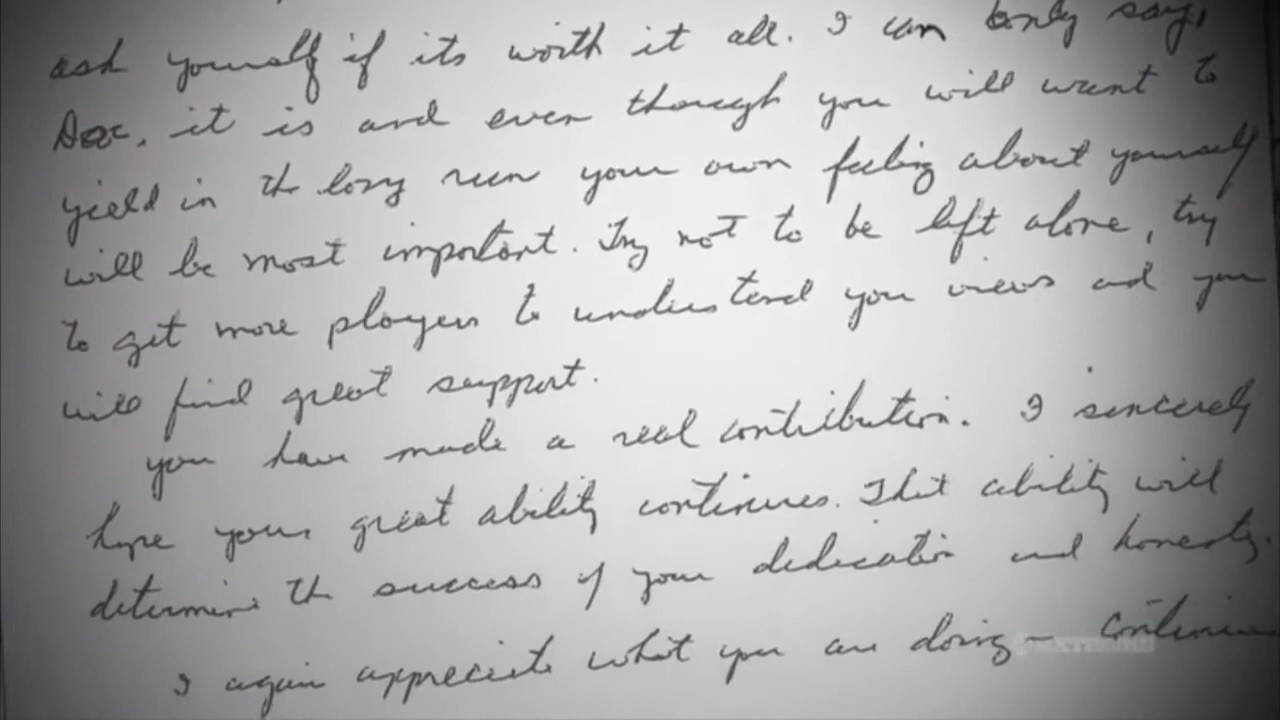 ask yourself if its worth it all. I can only say,
Doc, it is and even though you will want to
yield in the long run your own feeling about yourself
will be most important. Try not to be left alone, try
to get more players to understand you views and you
will find great support.
you have made a real contribution. I sincerely
hope your great ability continues. That ability will
determine the success of your dedication and honesty.
I again appreciate what you are doing - continue